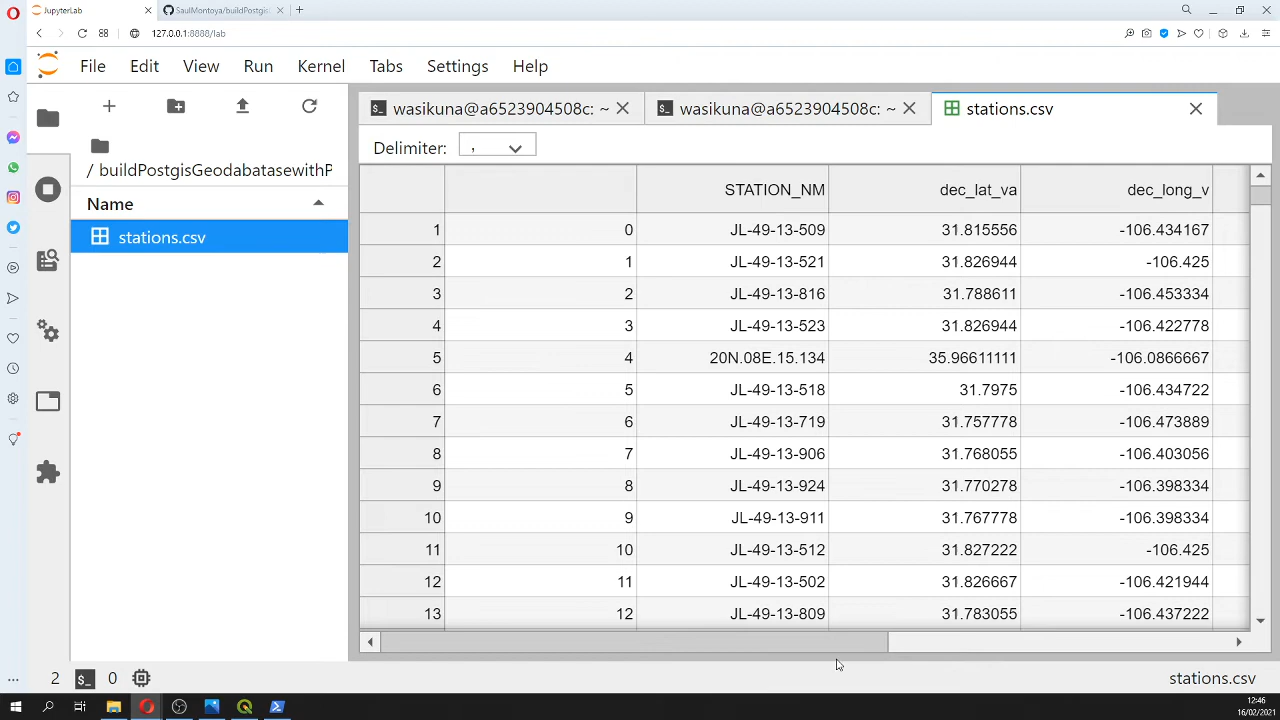 JupyterLab
SaulMontoya/buildPostgis
127.0.0.1:8888/lab
File Edit View Run Kernel Tabs Settings Help
wasikuna@a6523904508c: ~
wasikuna@a6523904508c: ~
stations.csv
Delimiter: ,
/ buildPostgisGeodabatasewithP
Name
stations.csv
STATION_NM dec_lat_va dec_long_v
1 0 JL-49-13-509 31.815556 -106.434167
2 1 JL-49-13-521 31.826944 -106.425
3 2 JL-49-13-816 31.788611 -106.453334
4 3 JL-49-13-523 31.826944 -106.422778
5 4 20N.08E.15.134 35.96611111 -106.0866667
6 5 JL-49-13-518 31.7975 -106.434722
7 6 JL-49-13-719 31.757778 -106.473889
8 7 JL-49-13-906 31.768055 -106.403056
9 8 JL-49-13-924 31.770278 -106.398334
10 9 JL-49-13-911 31.767778 -106.398334
11 10 JL-49-13-512 31.827222 -106.425
12 11 JL-49-13-502 31.826667 -106.421944
13 12 JL-49-13-809 31.783055 -106.437222
2 $_ 0 stations.csv
12:46
16/02/2021